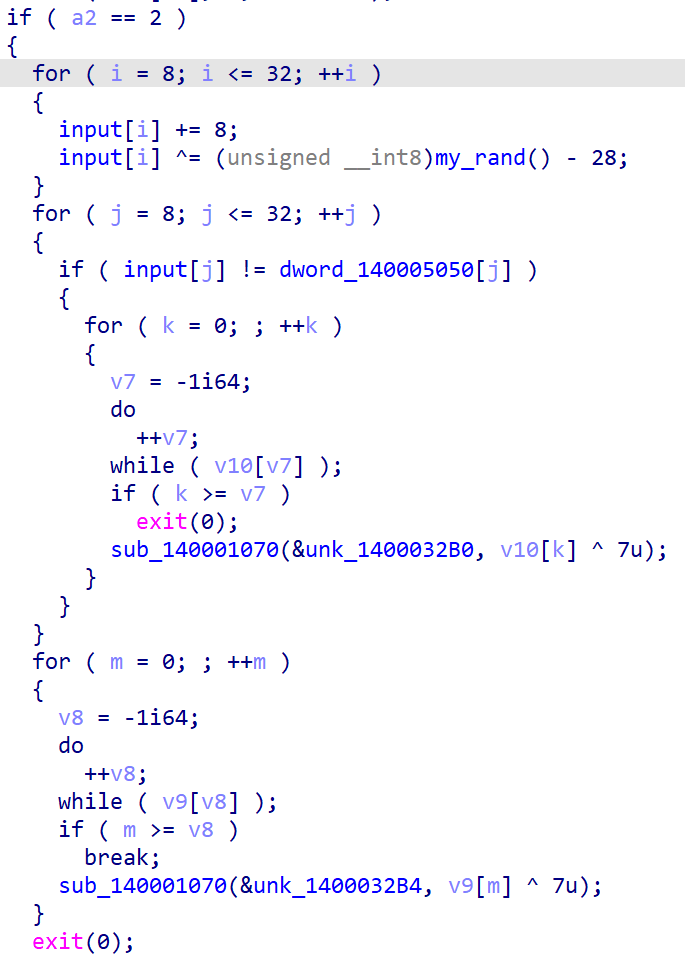 if ( a2 == 2 )
{
  for ( i = 8; i <= 32; ++i )
  {
    input[i] += 8;
    input[i] ^= (unsigned __int8)my_rand() - 28;
  }
  for ( j = 8; j <= 32; ++j )
  {
    if ( input[j] != dword_140005050[j] )
    {
      for ( k = 0; ; ++k )
      {
        v7 = -1i64;
        do
          ++v7;
        while ( v10[v7] );
        if ( k >= v7 )
          exit(0);
        sub_140001070(&unk_1400032B0, v10[k] ^ 7u);
      }
    }
  }
  for ( m = 0; ; ++m )
  {
    v8 = -1i64;
    do
      ++v8;
    while ( v9[v8] );
    if ( m >= v8 )
      break;
    sub_140001070(&unk_1400032B4, v9[m] ^ 7u);
  }
  exit(0);